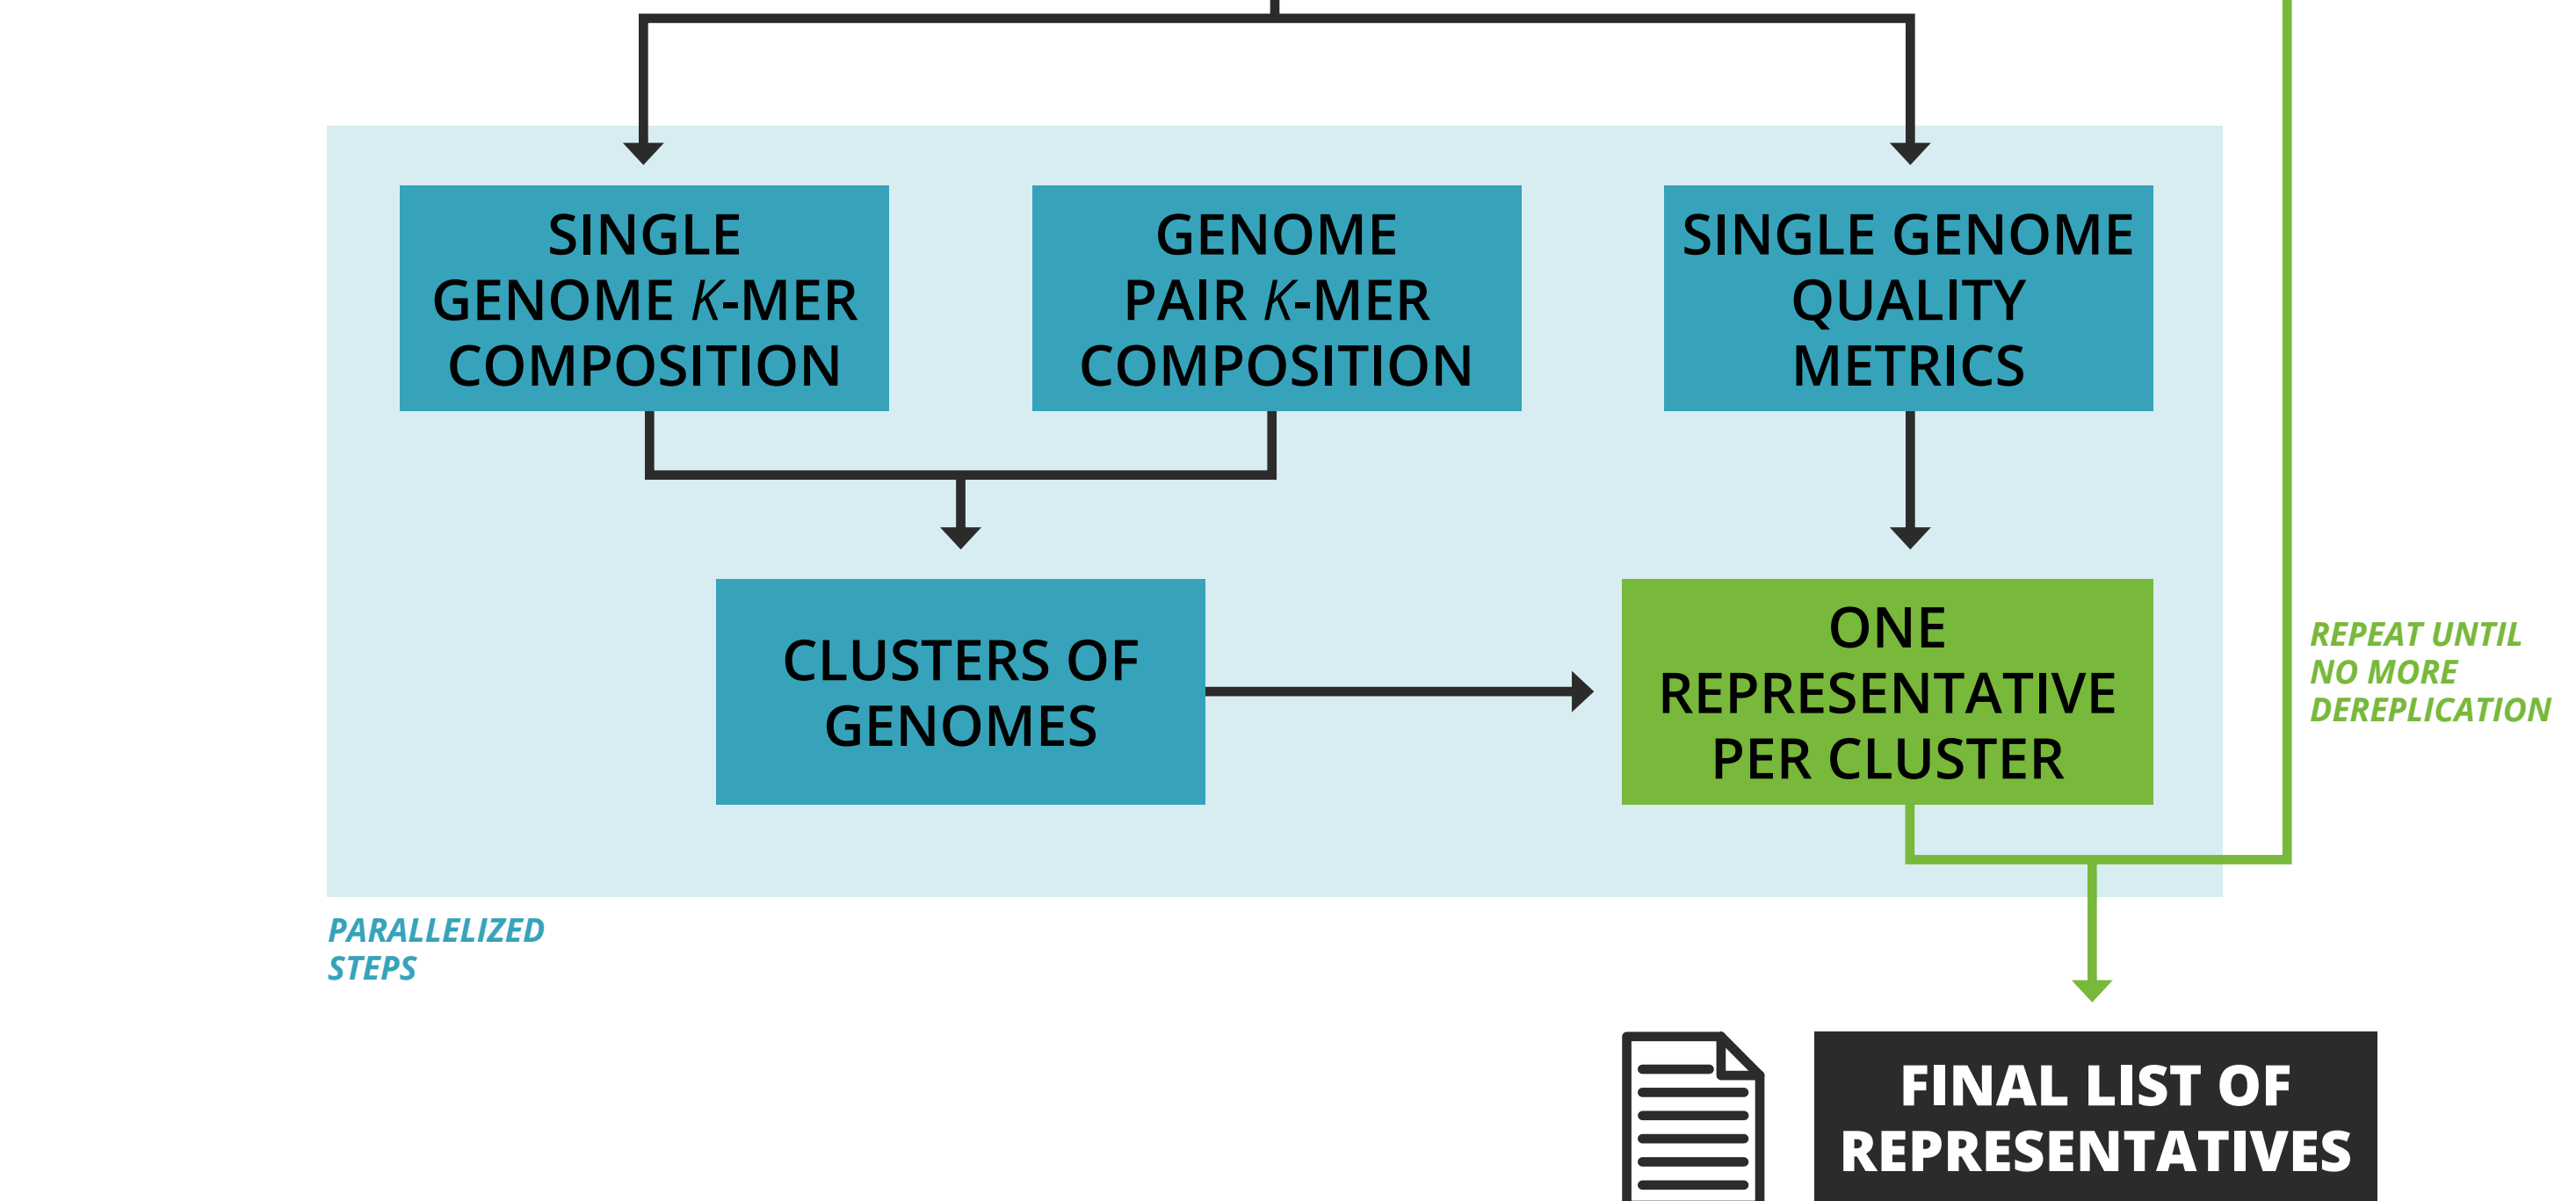 SINGLE
GENOME K-MER
COMPOSITION
GENOME
PAIR K-MER
COMPOSITION
SINGLE GENOME
QUALITY
METRICS
CLUSTERS OF
GENOMES
ONE
REPRESENTATIVE
PER CLUSTER
REPEAT UNTIL
NO MORE
DEREPLICATION
PARALLELIZED
STEPS
FINAL LIST OF
REPRESENTATIVES